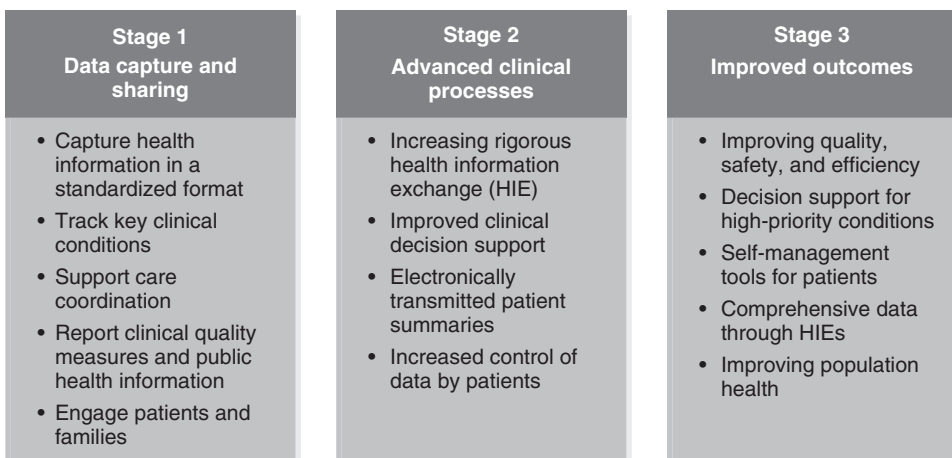 Stage 1
Data capture and
sharing
• Capture health
information in a
standardized format
• Track key clinical
conditions
• Support care
coordination
• Report clinical quality
measures and public
health information
• Engage patients and
families
Stage 2
Advanced clinical
processes
• Increasing rigorous
health information
exchange (HIE)
• Improved clinical
decision support
• Electronically
transmitted patient
summaries
• Increased control of
data by patients
Stage 3
Improved outcomes
• Improving quality,
safety, and efficiency
• Decision support for
high-priority conditions
• Self-management
tools for patients
• Comprehensive data
through HIEs
• Improving population
health